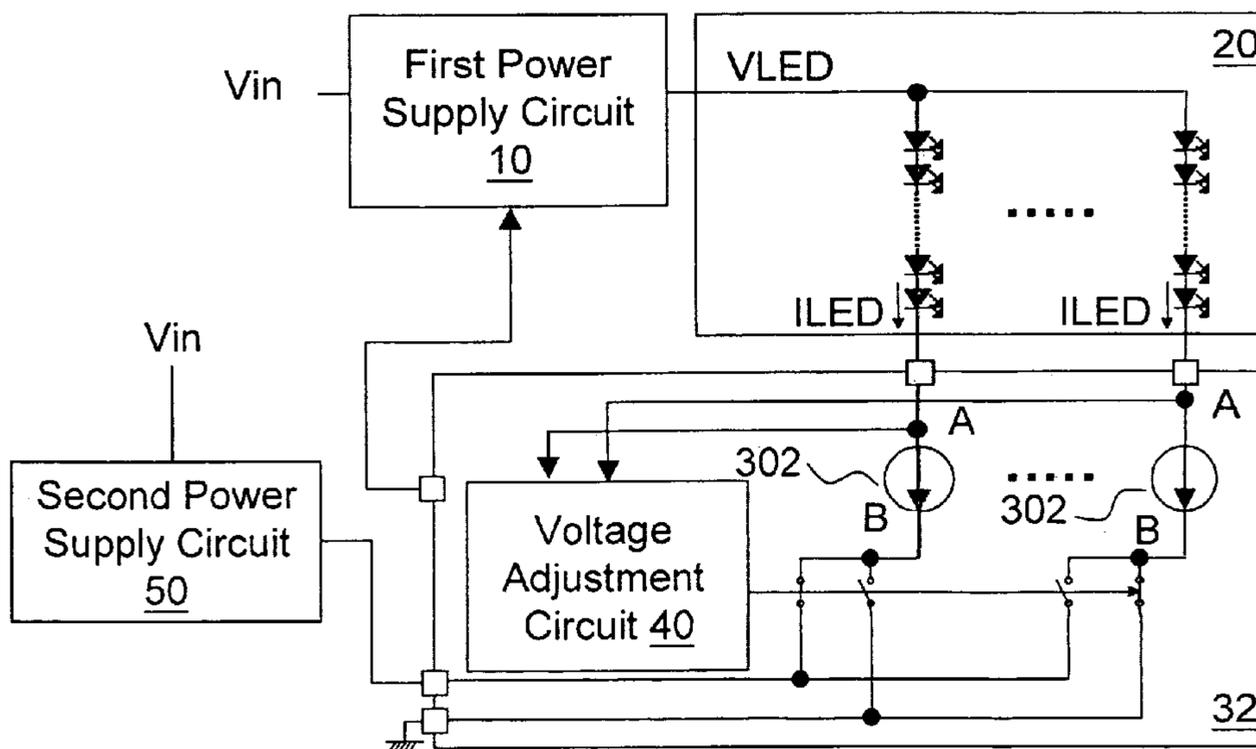 First Power
Supply Circuit
10
Vin
VLED
20
ILED
ILED
Vin
Second Power
Supply Circuit
50
A
A
302
302
B
B
Voltage
Adjustment
Circuit 40
32